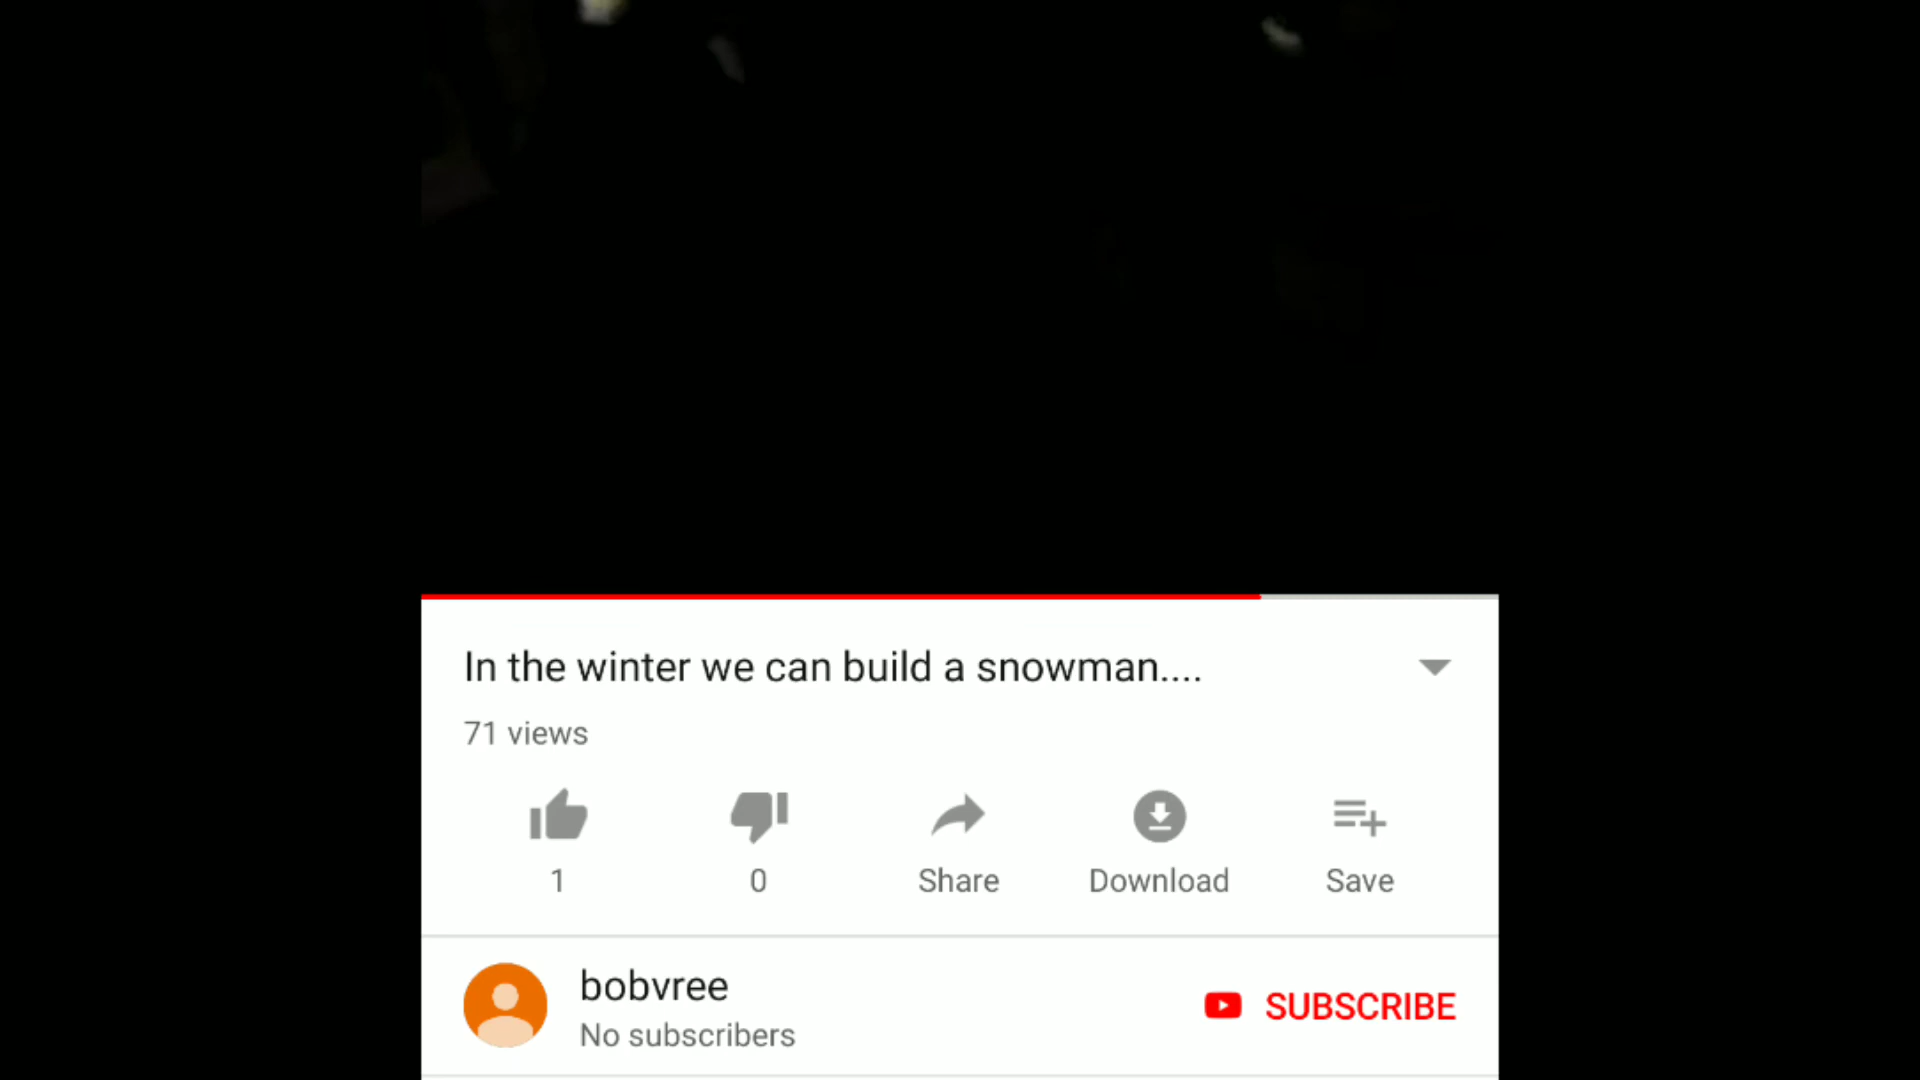 In the winter we can build a snowman....
71 views
1
0
Share
Download
Save
bobvree
SUBSCRIBE
No subscribers